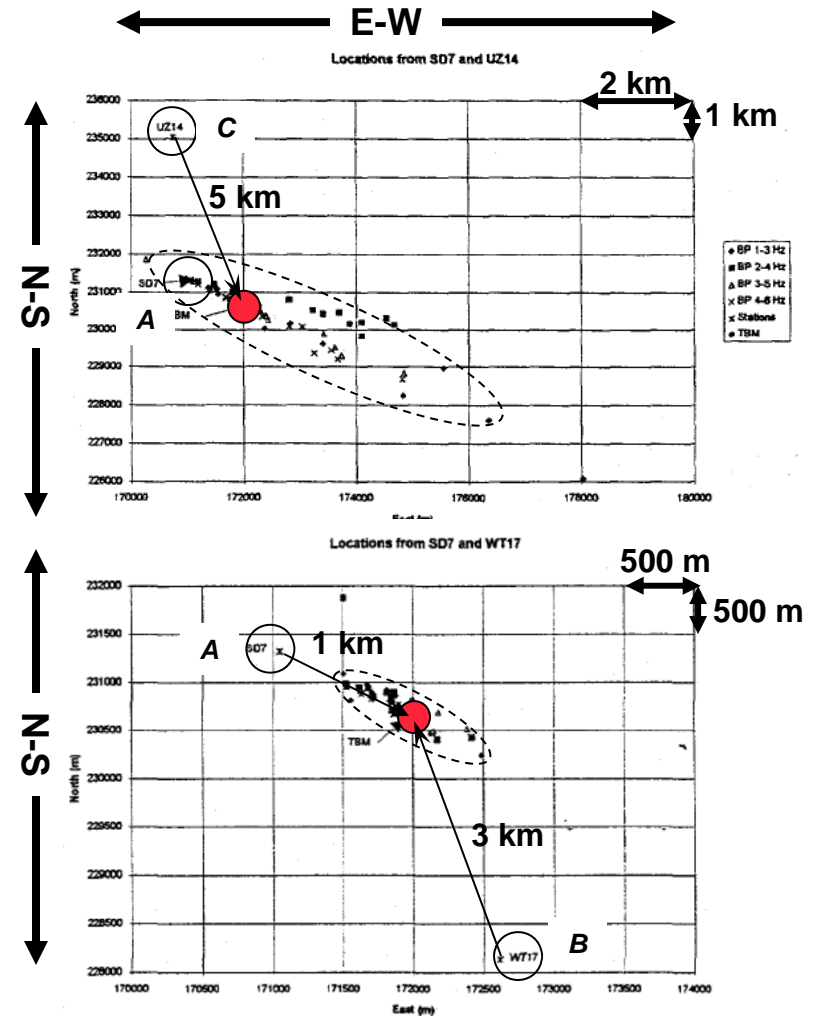 E-W
Locations from SD7 and UZ14
2 km
1 km
236000
235000
234000
233000
232000
231000
230000
229000
228000
227000
226000
UZ14
C
5 km
SD7
A
BM
North (m)
S-N
BP 1-3 Hz
BP 2-4 Hz
BP 3-5 Hz
BP 4-6 Hz
Stations
TBM
170000 172000 174000 176000 178000 180000
East (m)
Locations from SD7 and WT17
500 m
500 m
232000
231500
231000
230500
230000
229500
229000
228500
228000
A
SD7
1 km
TBM
3 km
WT17
B
North (m)
S-N
170000 170500 171000 171500 172000 172500 173000 173500 174000
East (m)